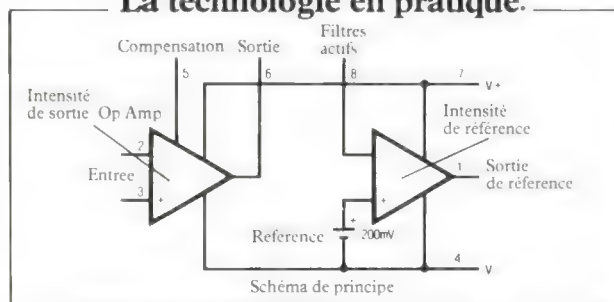 La technologie en pratique.
Compensation
Sortie
Filtres
actifs
5
6
8
7
V+
Intensité
de sortie
Op Amp
Intensité
de référence
2
Entree
3
+
1
Sortie
de référence
+
Reference
200mV
4
V
Schéma de principe